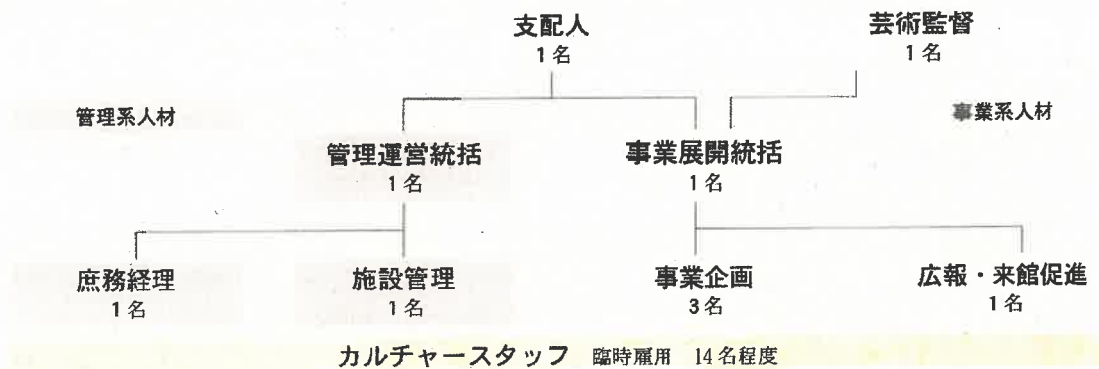 支配人
1名
芸術監督
1名
管理系人材
事業系人材
管理運営統括
1名
事業展開統括
1名
庶務経理
1名
施設管理
1名
事業企画
3名
広報・来館促進
1名
カルチャースタッフ 臨時雇用 14名程度